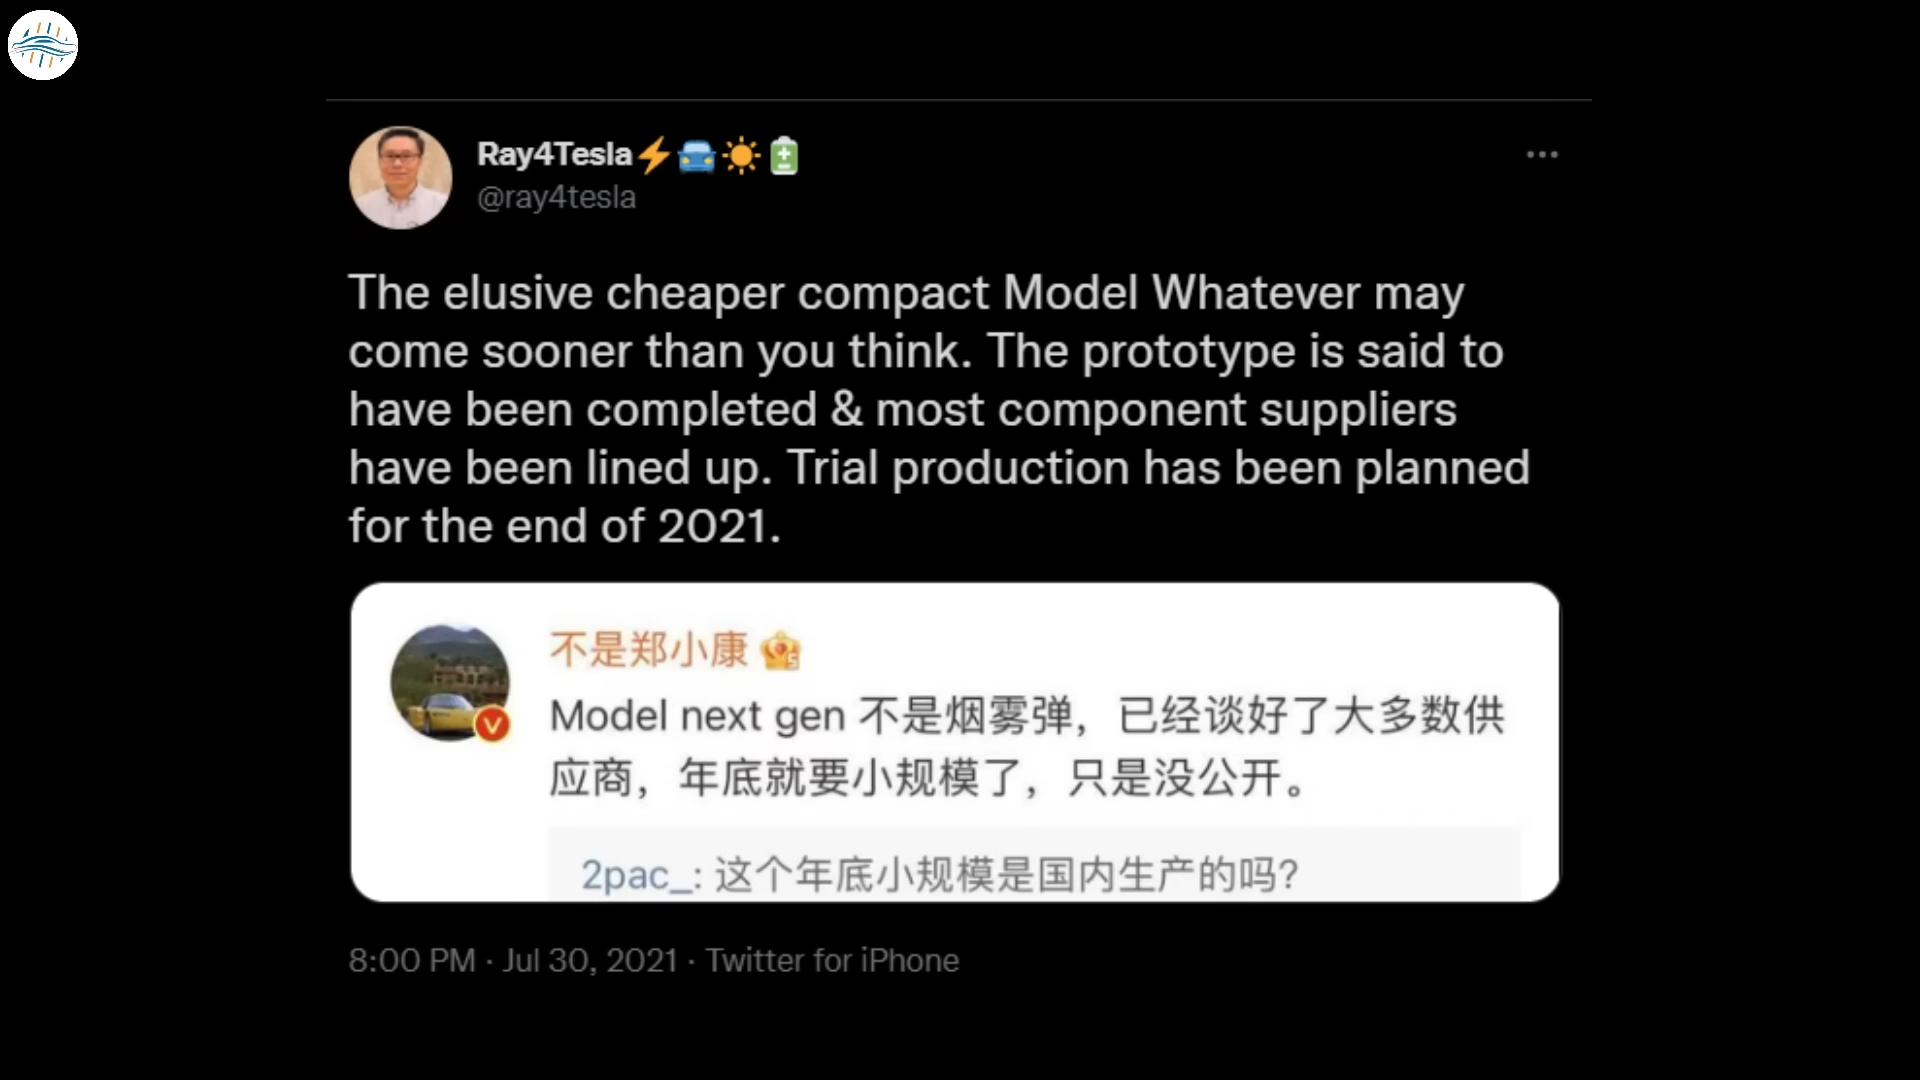 Ray4Tesla⚡🚘☀🔋
@ray4tesla
The elusive cheaper compact Model Whatever may
come sooner than you think. The prototype is said to
have been completed & most component suppliers
have been lined up. Trial production has been planned
for the end of 2021.
不是郑小康
Model next gen 不是烟雾弹，已经谈好了大多数供
应商，年底就要小规模了，只是没公开。
2pac_: 这个年底小规模是国内生产的吗?
8:00 PM · Jul 30, 2021 · Twitter for iPhone